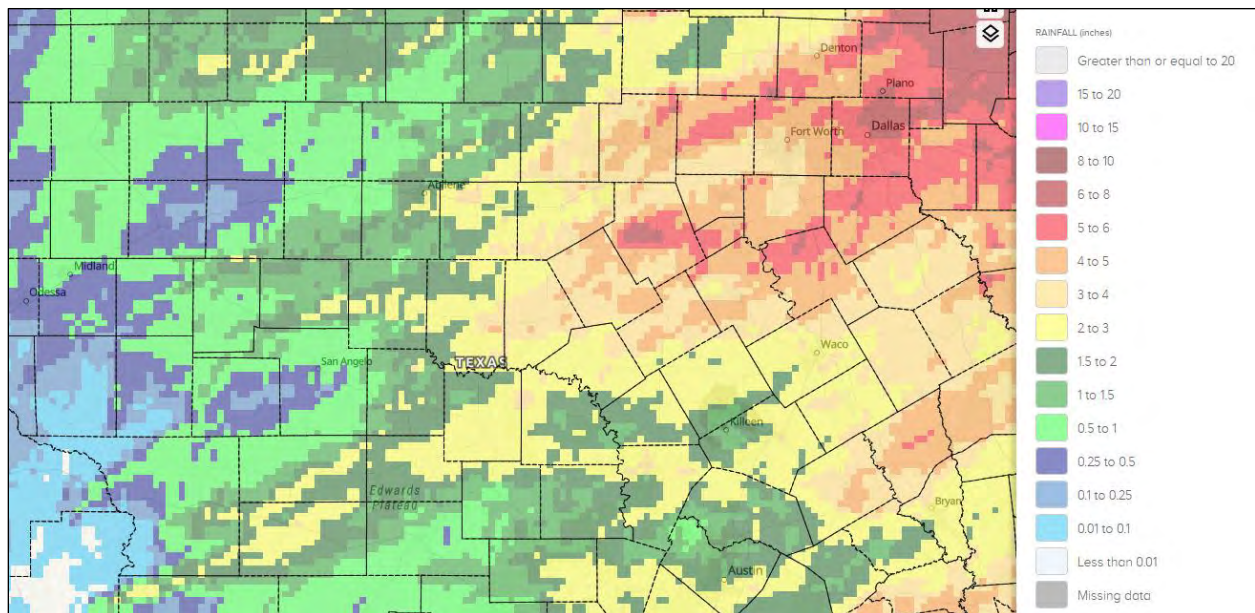 Denton
Plano
Fort Worth
Dallas
Abilene
Midland
Odessa
San Angelo
TEXAS
Waco
Killeen
Edwards
Plateau
Bryan
Austin
RAINFALL (inches)
Greater than or equal to 20
15 to 20
10 to 15
8 to 10
6 to 8
5 to 6
4 to 5
3 to 4
2 to 3
1.5 to 2
1 to 1.5
0.5 to 1
0.25 to 0.5
0.1 to 0.25
0.01 to 0.1
Less than 0.01
Missing data